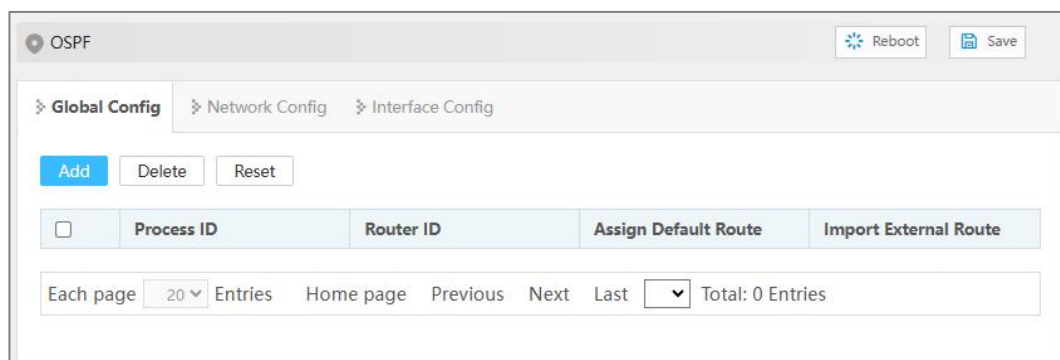 OSPF Reboot Save
Global Config Network Config Interface Config
Add Delete Reset
Process ID Router ID Assign Default Route Import External Route
Each page 20 Entries Home page Previous Next Last Total: 0 Entries